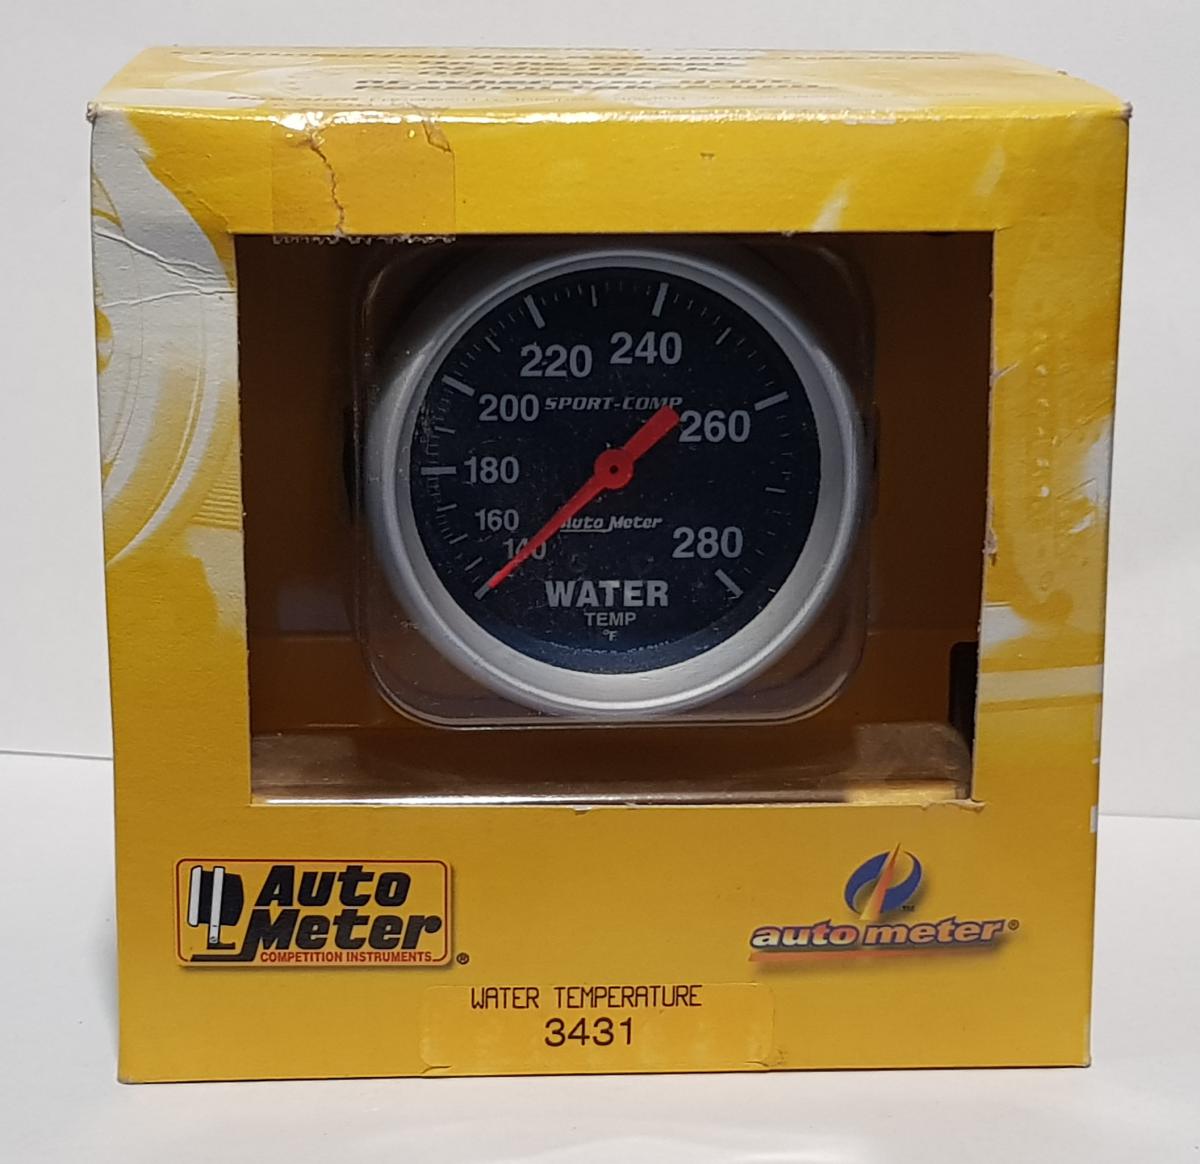 220 240
200 SPORT-COMP
260
180
160 Auto Meter
140 280
WATER
TEMP
°F
Auto
Meter
COMPETITION INSTRUMENTS ®
TM
auto meter®
WATER TEMPERATURE
3431